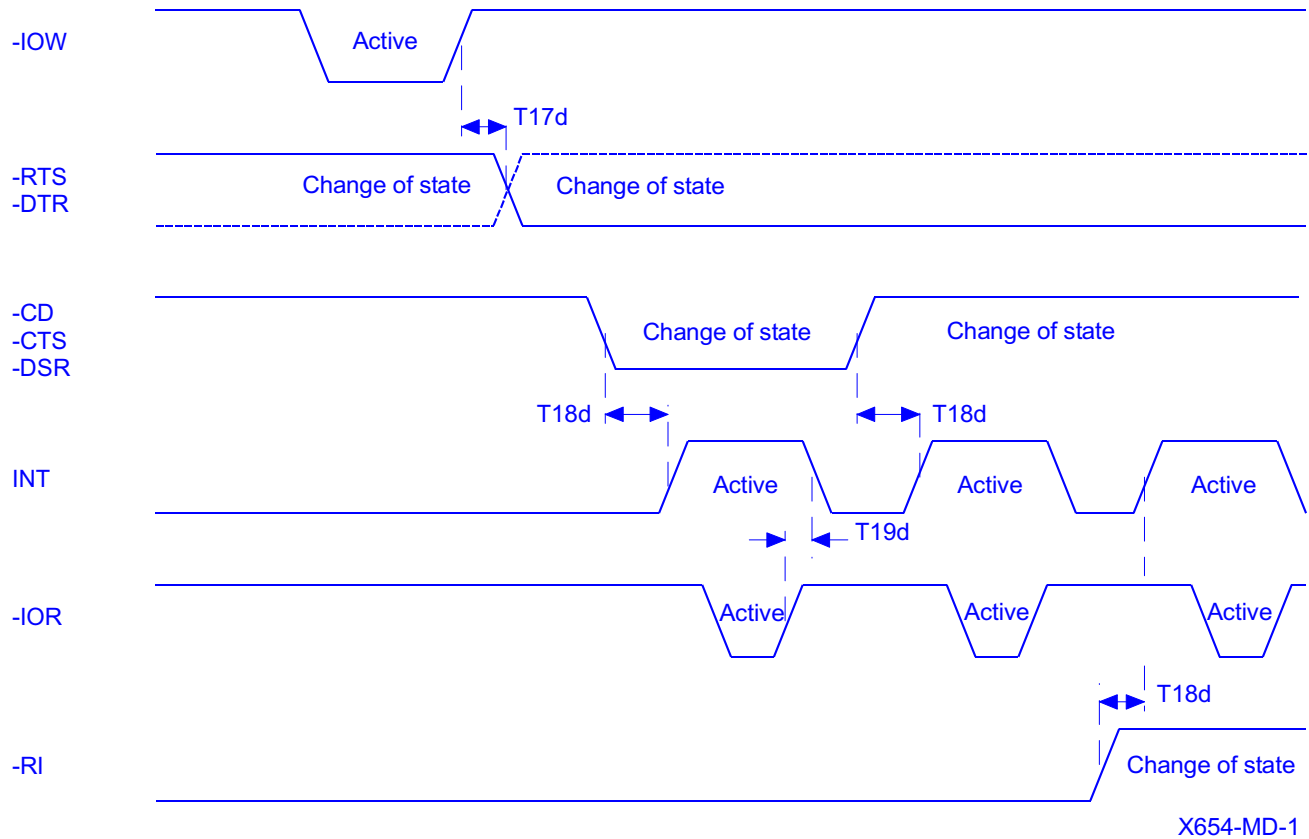 -IOW
Active
T17d
-RTS
-DTR
Change of state
Change of state
-CD
-CTS
-DSR
Change of state
Change of state
T18d
T18d
INT
Active
Active
Active
T19d
-IOR
Active
Active
Active
T18d
-RI
Change of state
X654-MD-1